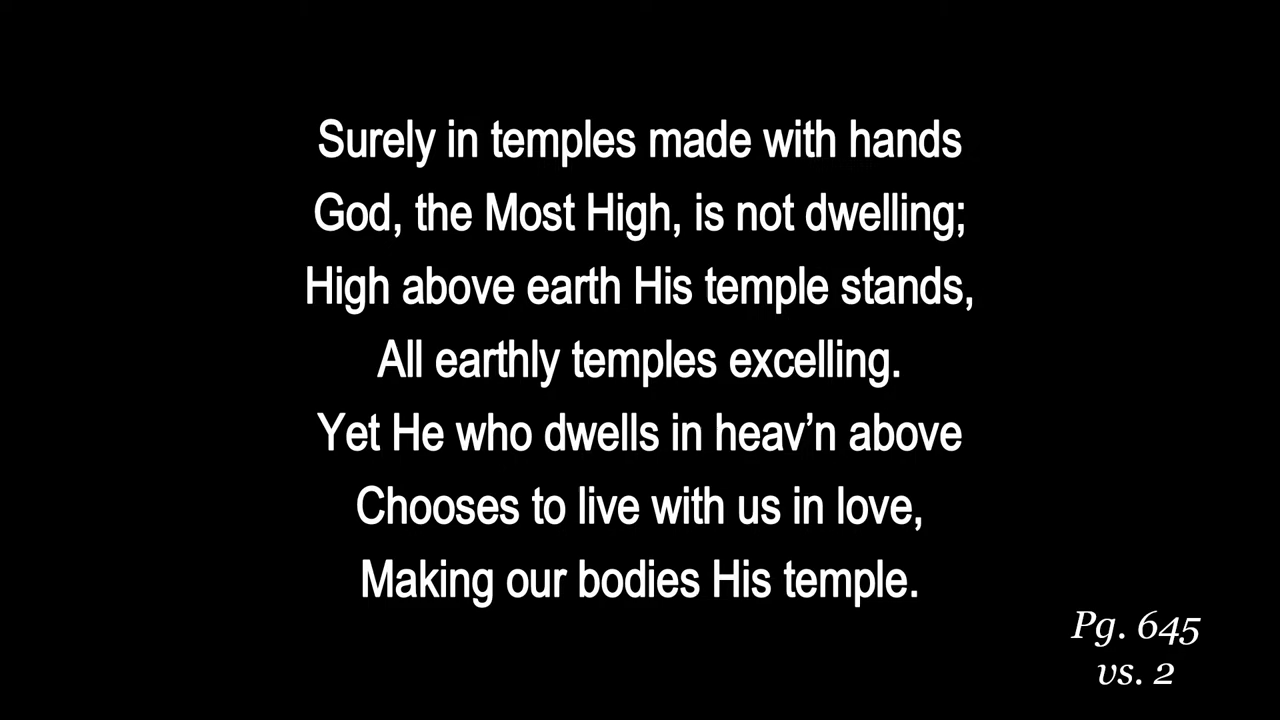 Surely in temples made with hands
God, the Most High, is not dwelling;
High above earth His temple stands,
All earthly temples excelling.
Yet He who dwells in heav’n above
Chooses to live with us in love,
Making our bodies His temple.
Pg. 645
vs. 2